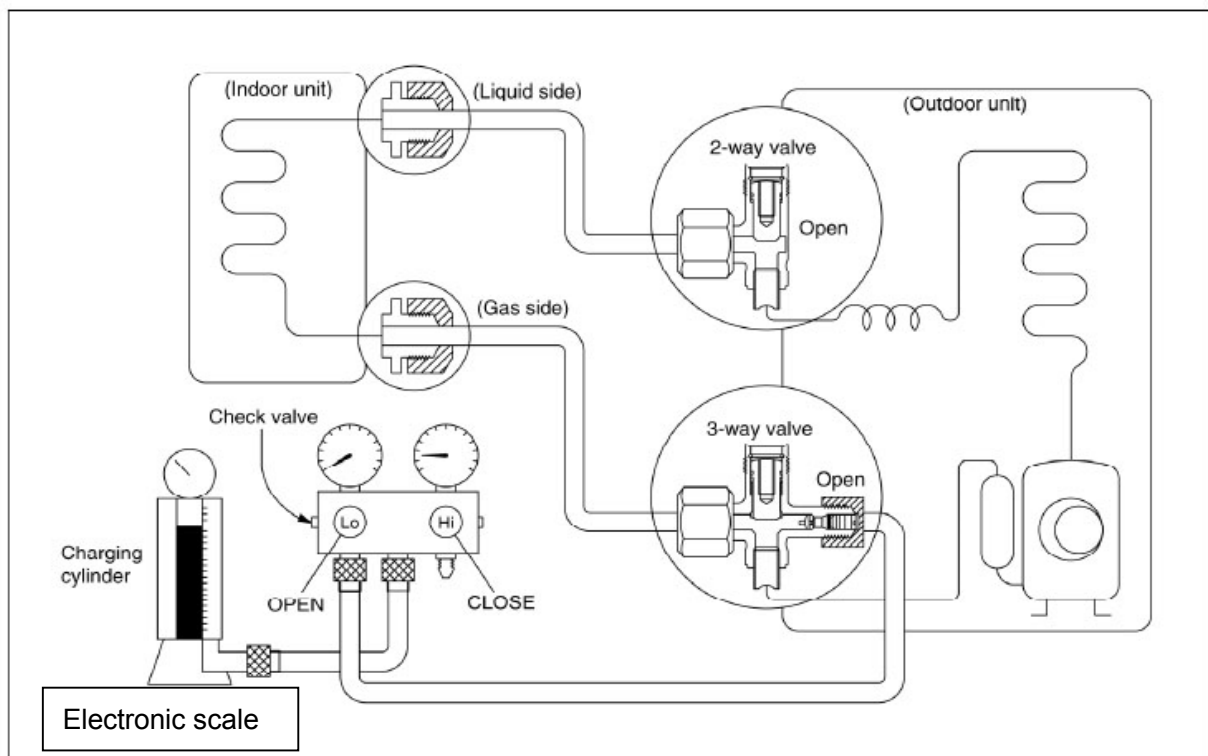 (Indoor unit)
(Liquid side)
(Outdoor unit)
2-way valve
Open
(Gas side)
3-way valve
Open
Check valve
Lo
Hi
Charging
cylinder
OPEN
CLOSE
Electronic scale